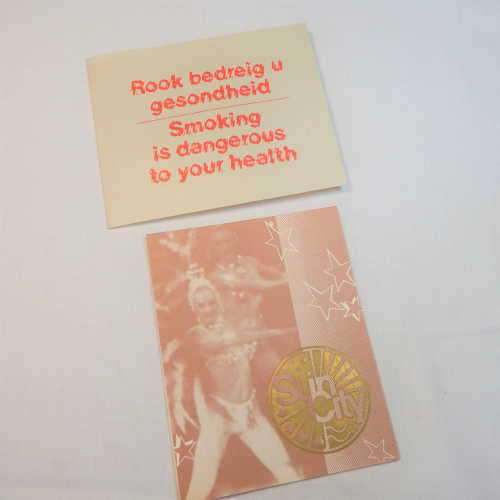 Rook bedreig u
gesondheid
Smoking
is dangerous
to your health
Sun
City